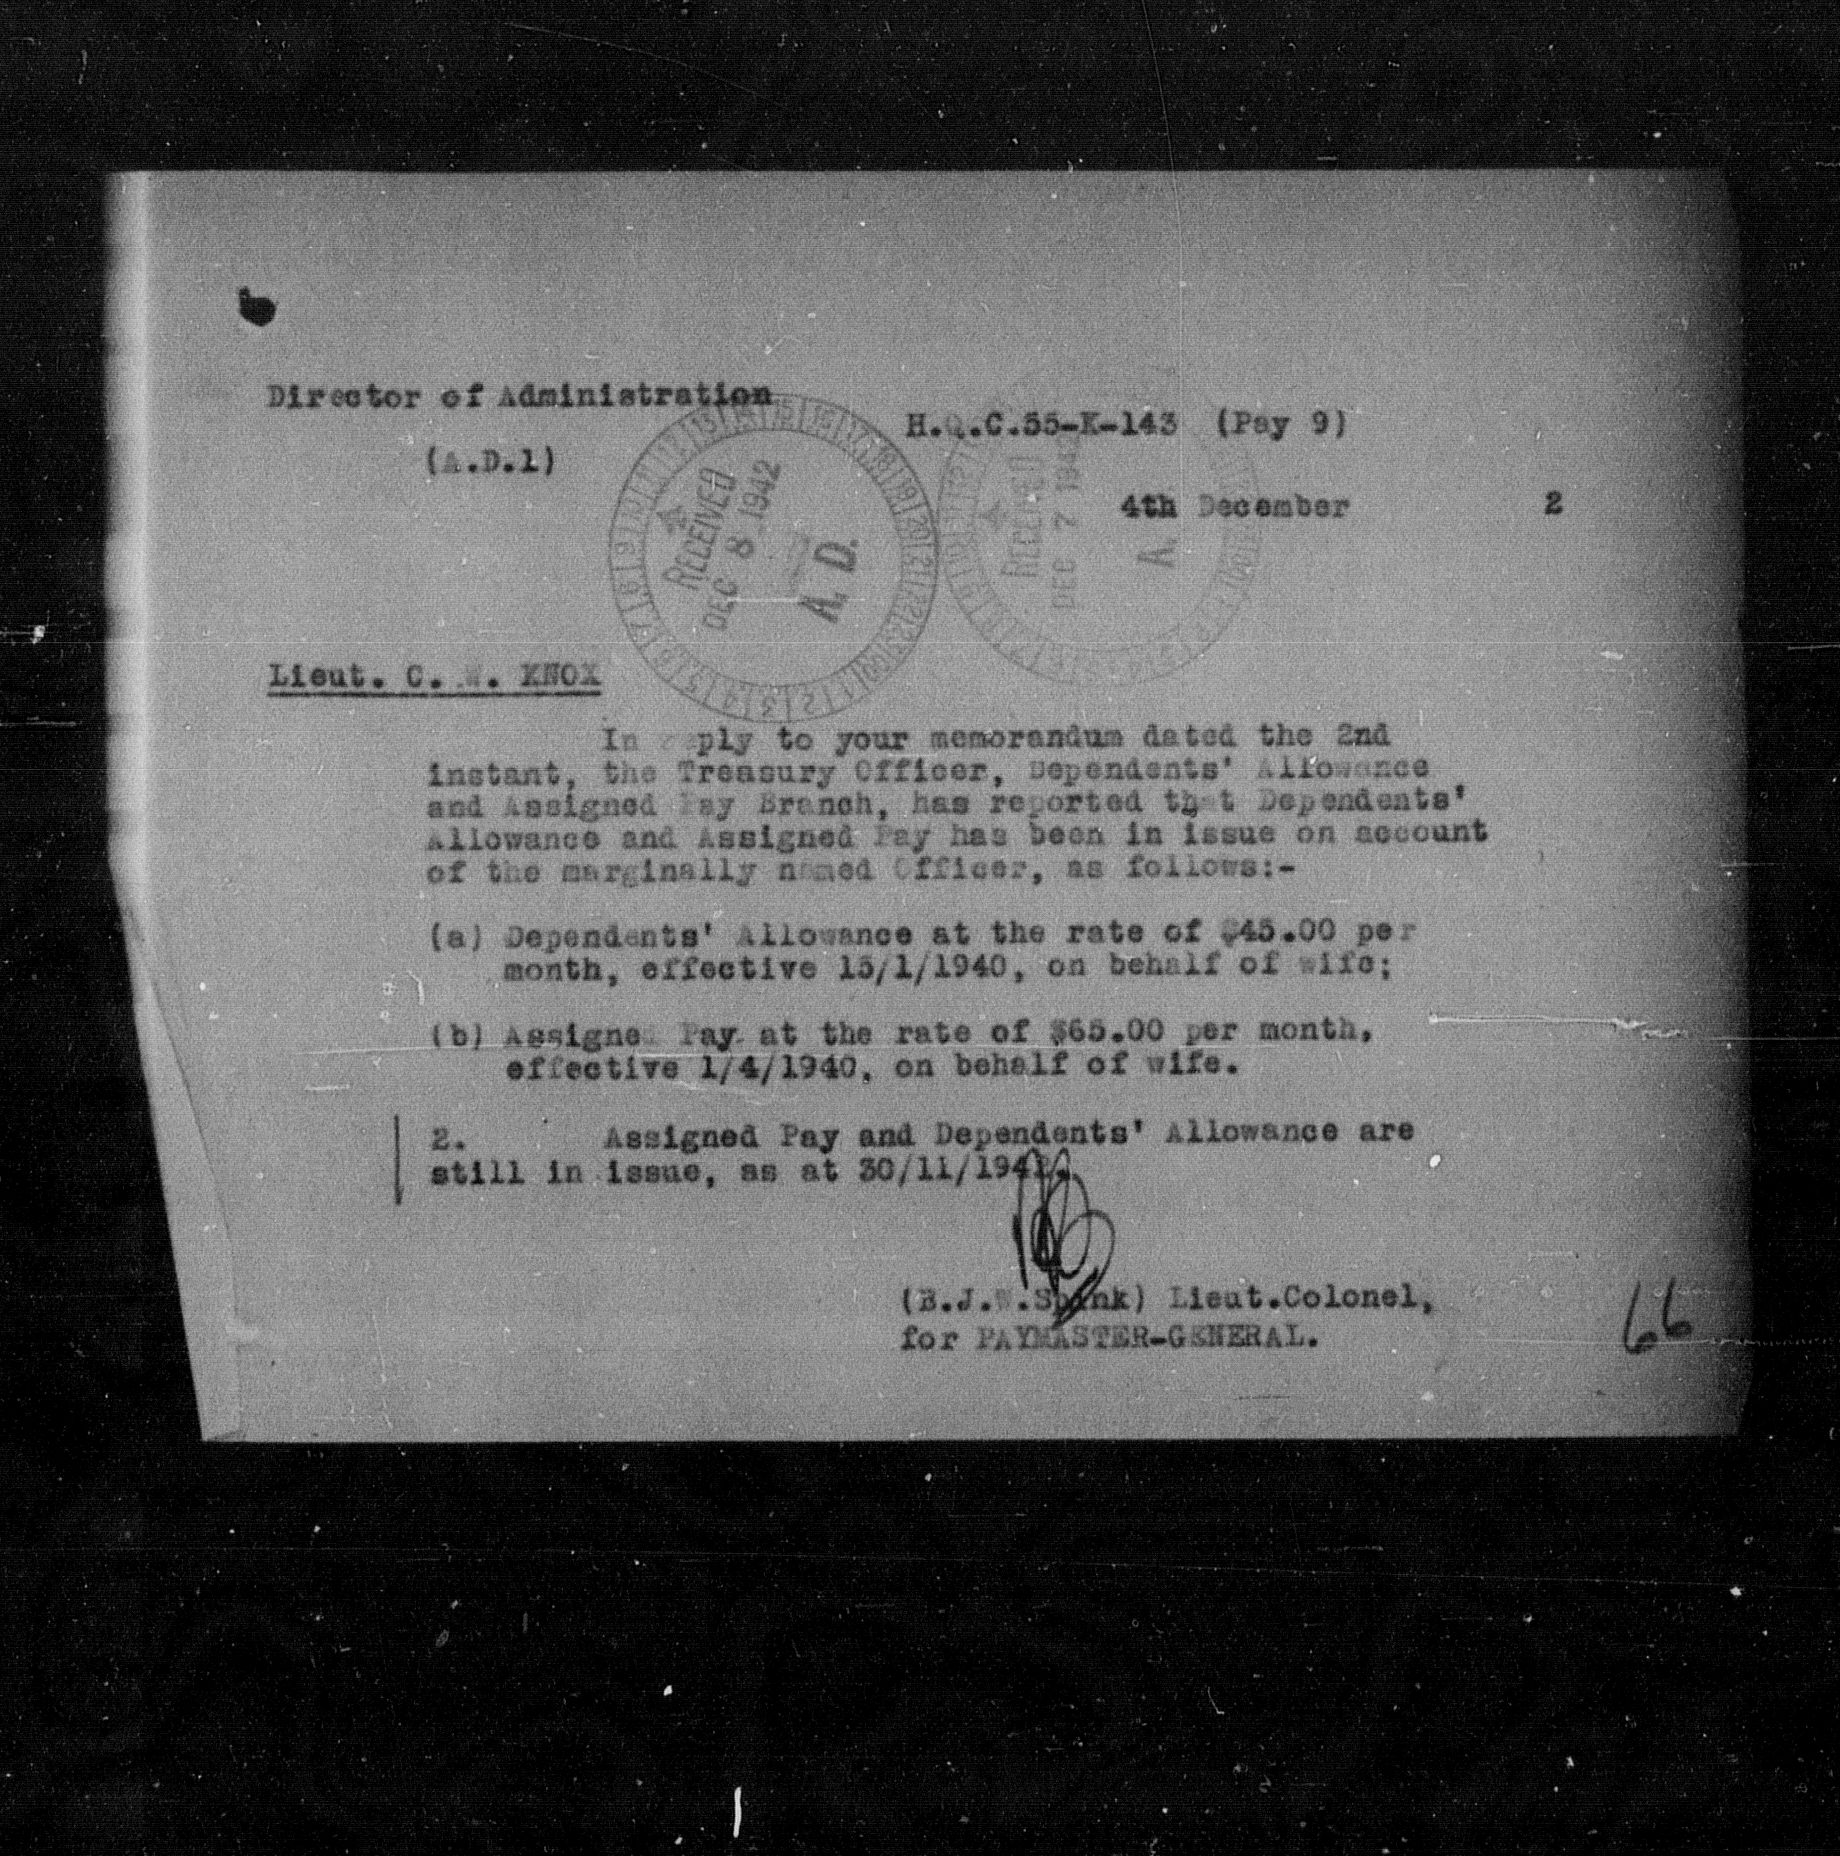 Director of Administration
H.Q.C.55-K-143 (Pay 9)
(A.D.1)
4th December 2
RECEIVED
DEC 8 1942
A. D.
RECEIVED
DEC 7 194
A.
Lieut. C. W. KNOX
In reply to your memorandum dated the 2nd
instant, the Treasury Officer, Dependents' Allowance
and Assigned Pay Branch, has reported that Dependents'
Allowance and Assigned Pay has been in issue on account
of the marginally named Officer, as follows:-
(a) Dependents' Allowance at the rate of $45.00 per
month, effective 15/1/1940, on behalf of wife;
(b) Assigned Pay at the rate of $65.00 per month,
effective 1/4/1940, on behalf of wife.
2. Assigned Pay and Dependents' Allowance are
still in issue, as at 30/11/1942.
(B.J.W.Spink) Lieut.Colonel,
for PAYMASTER-GENERAL.
66